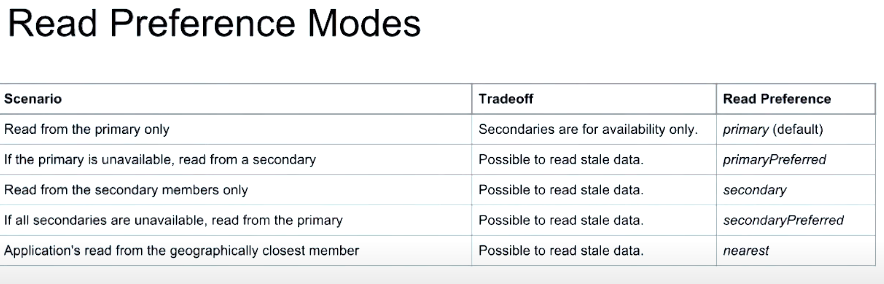 Read Preference Modes
Scenario Tradeoff Read Preference
Read from the primary only Secondaries are for availability only. primary (default)
If the primary is unavailable, read from a secondary Possible to read stale data. primaryPreferred
Read from the secondary members only Possible to read stale data. secondary
If all secondaries are unavailable, read from the primary Possible to read stale data. secondaryPreferred
Application's read from the geographically closest member Possible to read stale data. nearest